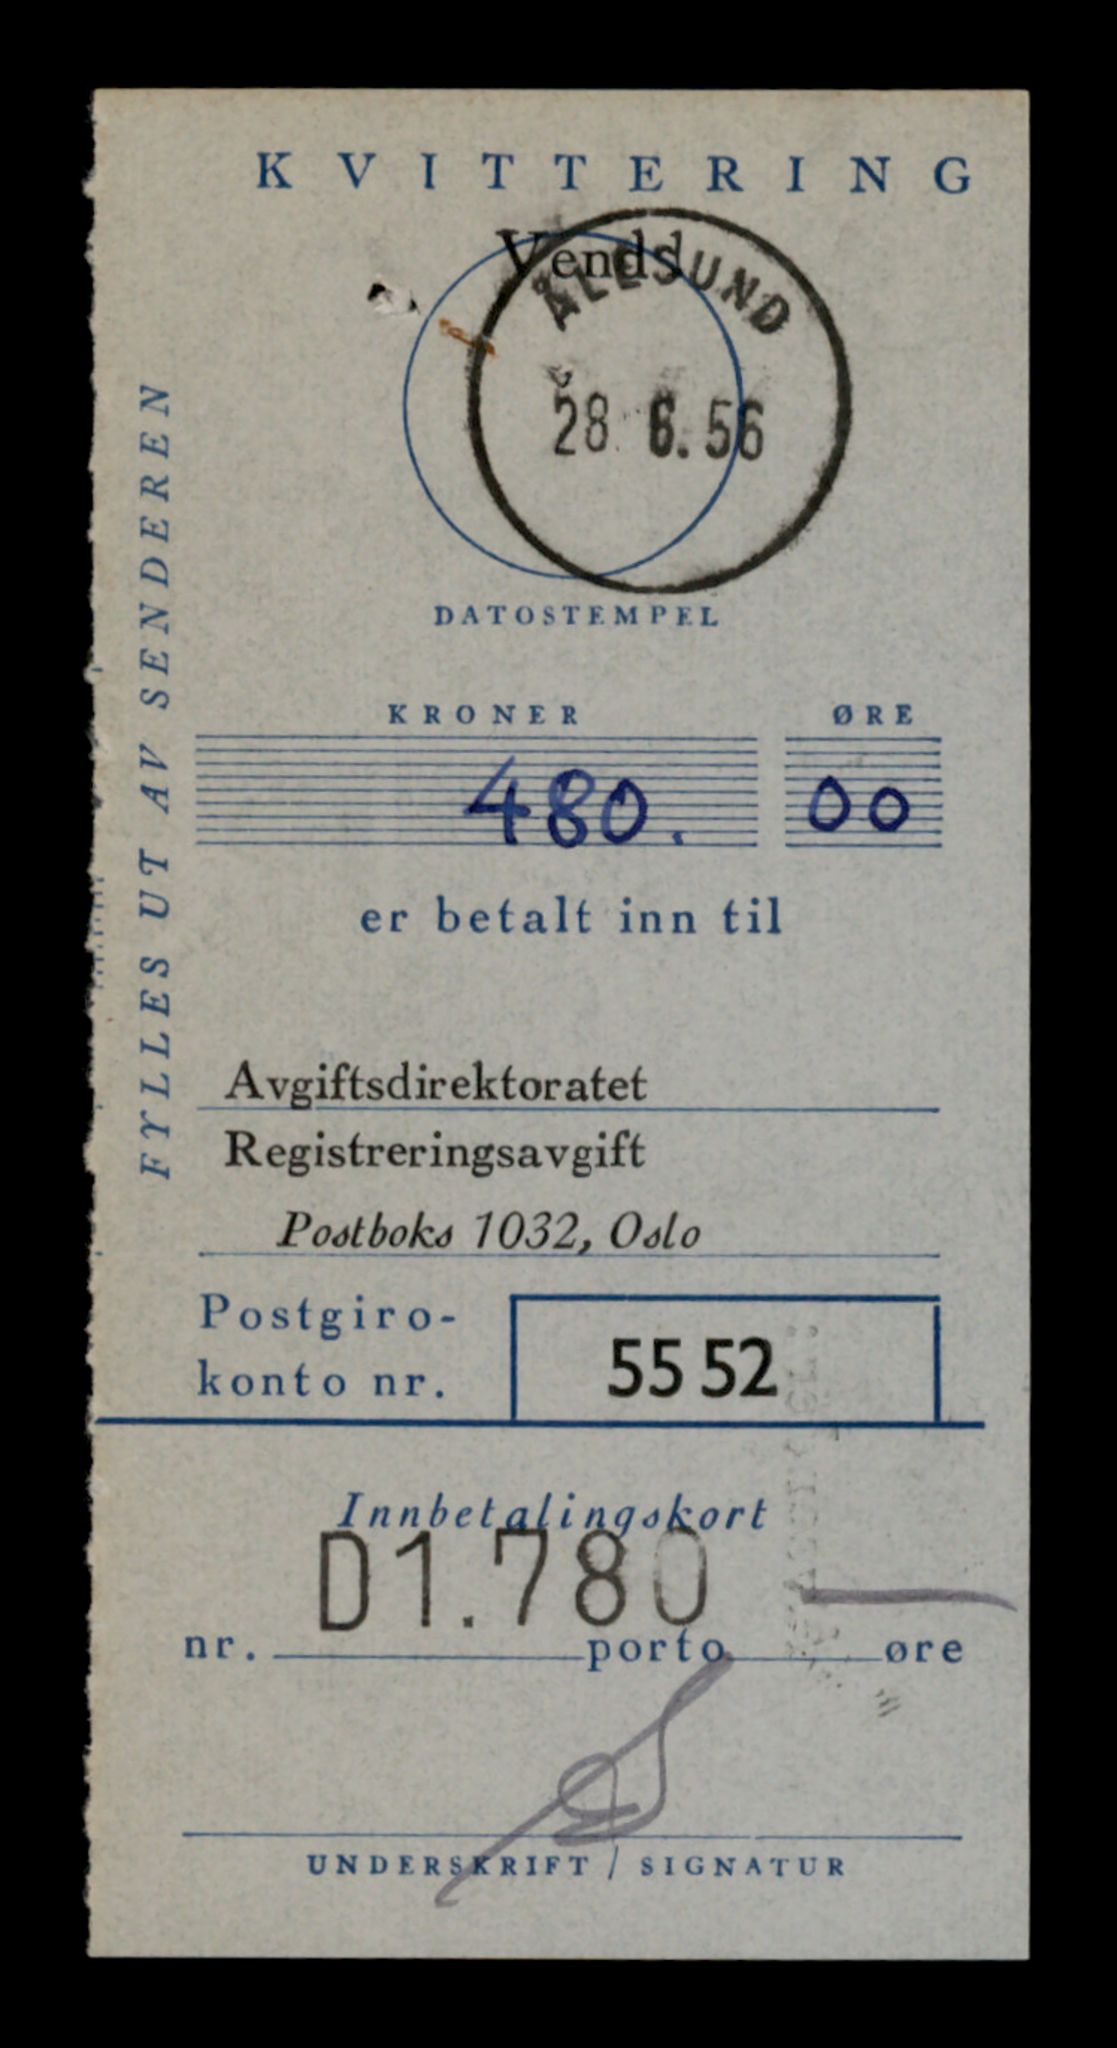 KVITTERING
Vend!
ÅLESUND
28. 6. 56
DATOSTEMPEL
FYLLES UT AV SENDEREN
KRONER ØRE
480. 00
er betalt inn til
Avgiftsdirektoratet
Registreringsavgift
Postboks 1032, Oslo
Postgiro-
konto nr. 55 52
Innbetalingskort
D1.780
nr. porto øre
UNDERSKRIFT / SIGNATUR